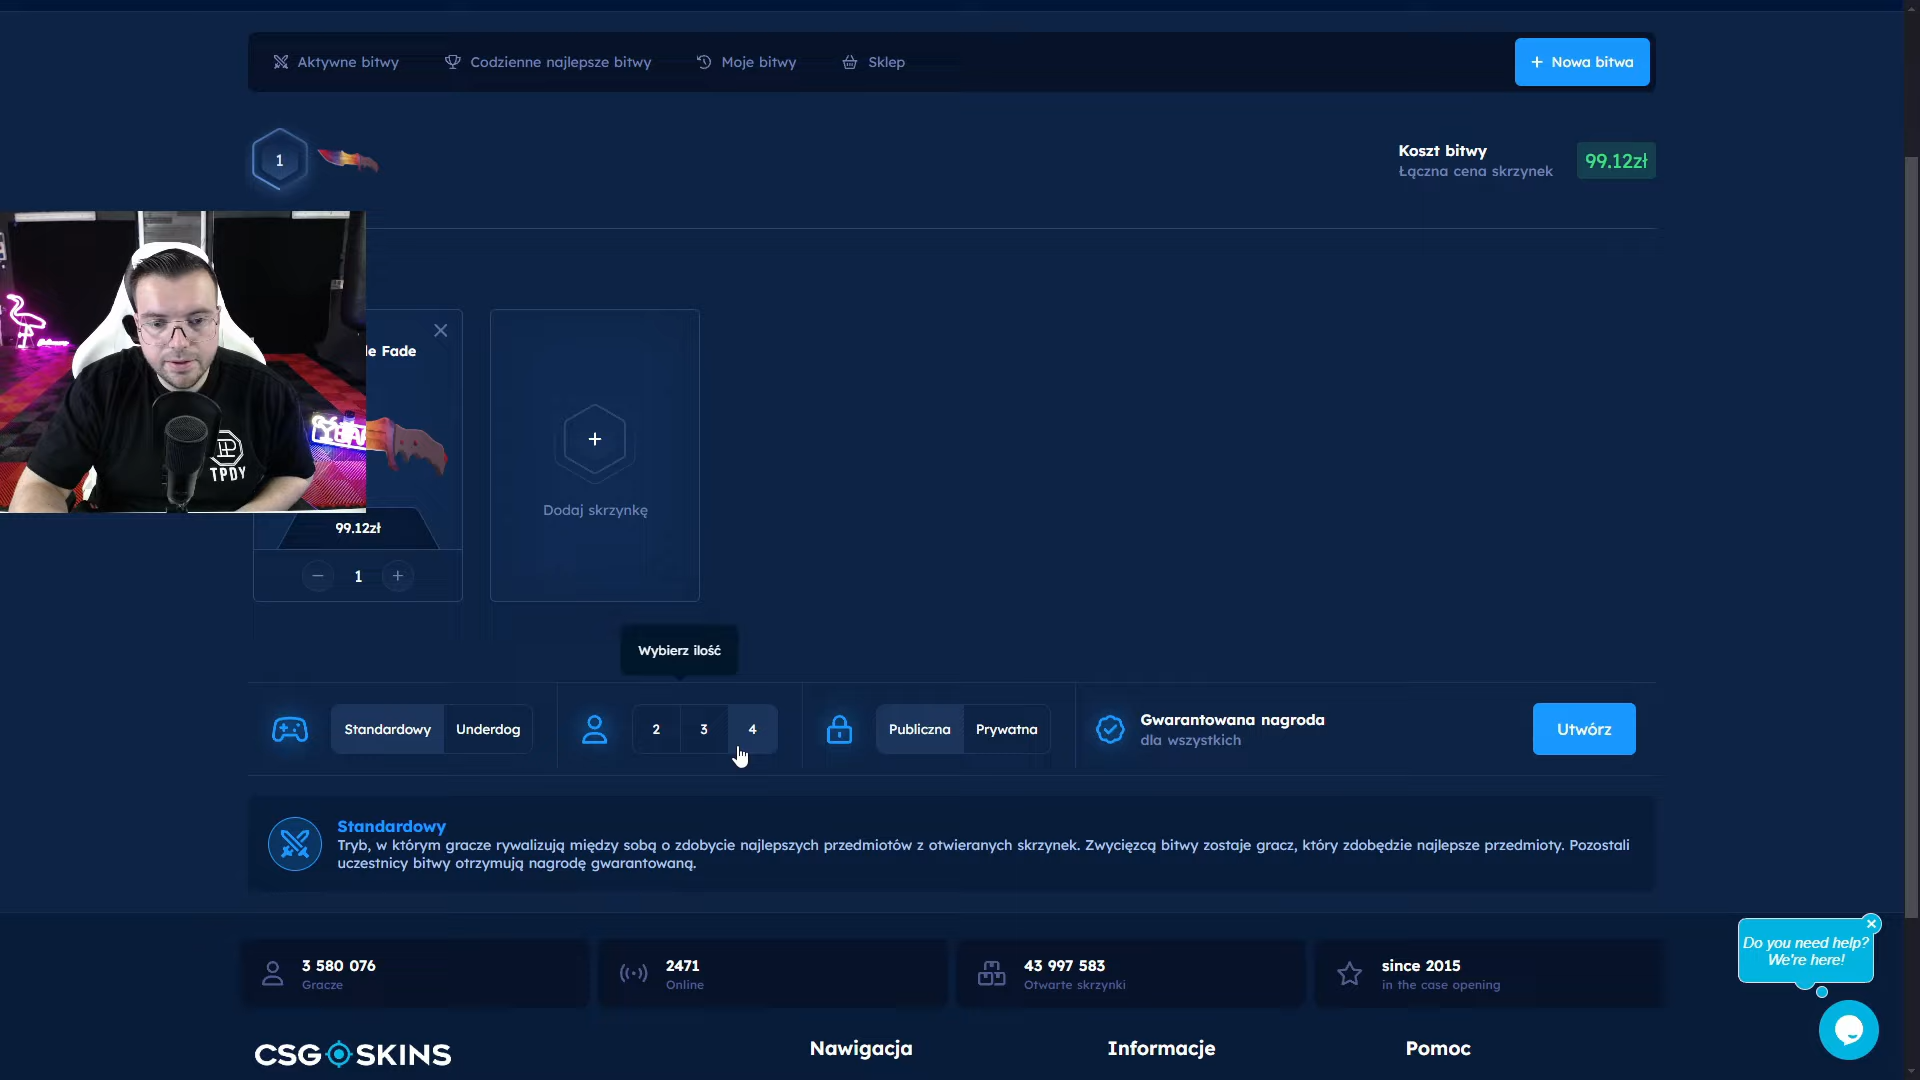 Aktywne bitwy
Codzienne najlepsze bitwy
Moje bitwy
Sklep
+ Nowa bitwa
1
Koszt bitwy
Łączna cena skrzynek
99.12zł
le Fade
99.12zł
1
Dodaj skrzynkę
TPDY
Wybierz ilość
Standardowy
Underdog
2
3
4
Publiczna
Prywatna
Gwarantowana nagroda
dla wszystkich
Utwórz
Standardowy
Tryb, w którym gracze rywalizują między sobą o zdobycie najlepszych przedmiotów z otwieranych skrzynek. Zwycięzcą bitwy zostaje gracz, który zdobędzie najlepsze przedmioty. Pozostali
uczestnicy bitwy otrzymują nagrodę gwarantowaną.
3 580 076
Gracze
2471
Online
43 997 583
Otwarte skrzynki
since 2015
in the case opening
Do you need help?
We're here!
CSGOSKINS
Nawigacja
Informacje
Pomoc